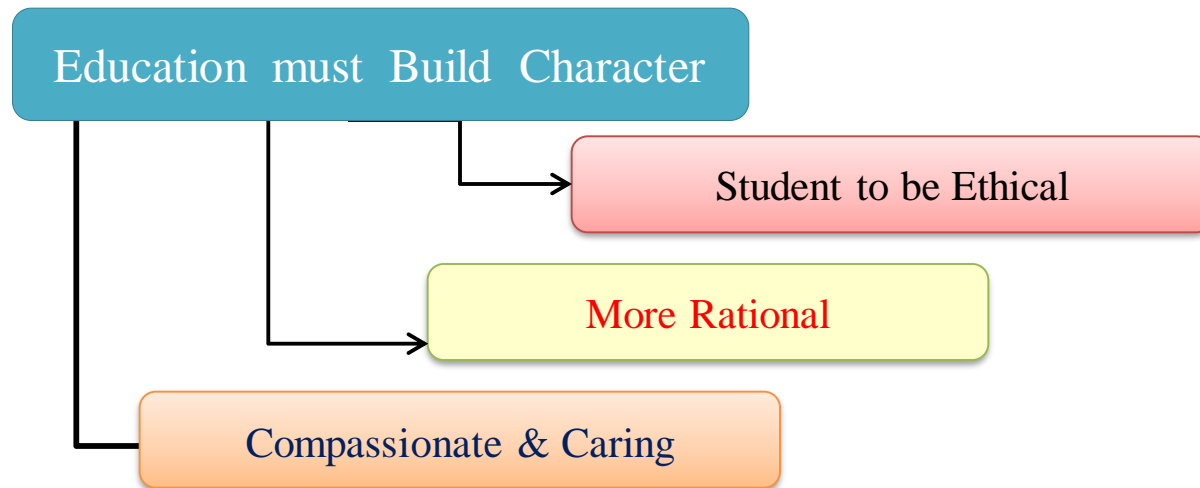 Education must Build Character
Student to be Ethical
More Rational
Compassionate & Caring